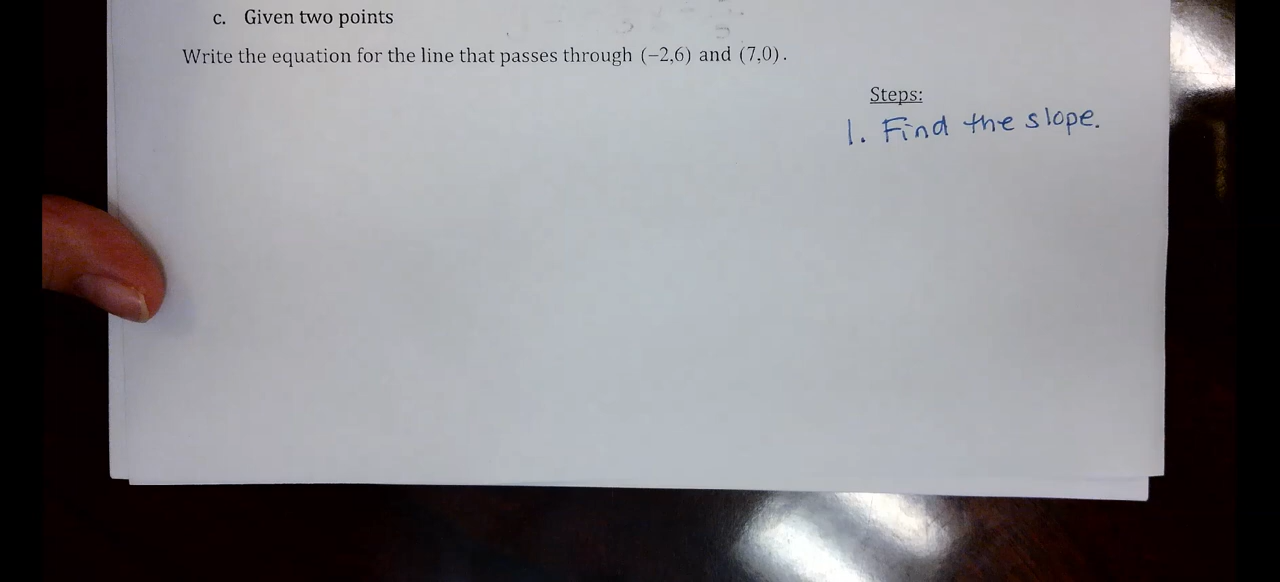 c. Given two points
Write the equation for the line that passes through (−2,6) and (7,0).
Steps:
1. Find the slope.